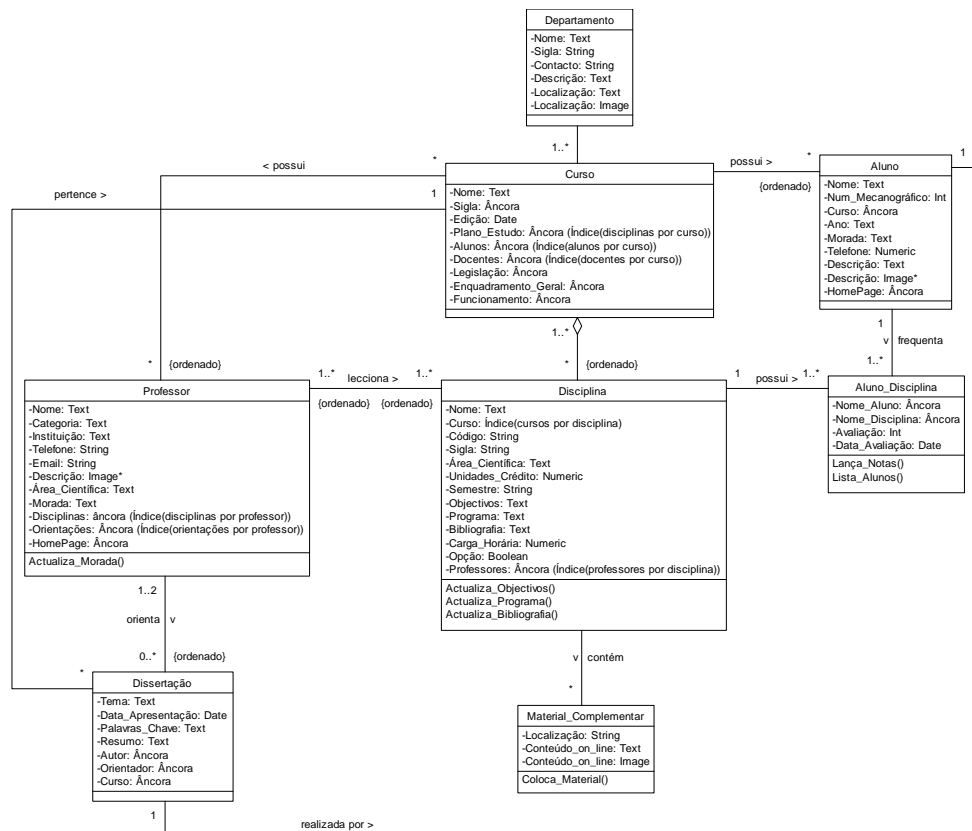 Departamento
-Nome: Text
-Sigla: String
-Contacto: String
-Descrição: Text
-Localização: Text
-Localização: Image
1..*
< possui
*
possui >
*
{ordenado}
1
pertence >
1
Curso
-Nome: Text
-Sigla: Âncora
-Edição: Date
-Plano_Estudo: Âncora (Índice(disciplinas por curso))
-Alunos: Âncora (Índice(alunos por curso))
-Docentes: Âncora (Índice(docentes por curso))
-Legislação: Âncora
-Enquadramento_Geral: Âncora
-Funcionamento: Âncora
Aluno
-Nome: Text
-Num_Mecanográfico: Int
-Curso: Âncora
-Ano: Text
-Morada: Text
-Telefone: Numeric
-Descrição: Text
-Descrição: Image*
-HomePage: Âncora
1..*
*
{ordenado}
1
v frequenta
1..*
*
{ordenado}
1..*
lecciona >
1..*
{ordenado}
{ordenado}
1
possui >
1..*
Professor
-Nome: Text
-Categoria: Text
-Instituição: Text
-Telefone: String
-Email: String
-Descrição: Image*
-Área_Científica: Text
-Morada: Text
-Disciplinas: âncora (Índice(disciplinas por professor))
-Orientações: Âncora (Índice(orientações por professor))
-HomePage: Âncora
Actualiza_Morada()
Disciplina
-Nome: Text
-Curso: Índice(cursos por disciplina)
-Código: String
-Sigla: String
-Área_Científica: Text
-Unidades_Crédito: Numeric
-Semestre: String
-Objectivos: Text
-Programa: Text
-Bibliografia: Text
-Carga_Horária: Numeric
-Opção: Boolean
-Professores: Âncora (Índice(professores por disciplina))
Actualiza_Objectivos()
Actualiza_Programa()
Actualiza_Bibliografia()
Aluno_Disciplina
-Nome_Aluno: Âncora
-Nome_Disciplina: Âncora
-Avaliação: Int
-Data_Avaliação: Date
Lança_Notas()
Lista_Alunos()
1..2
orienta v
0..*
{ordenado}
*
v contém
*
Dissertação
-Tema: Text
-Data_Apresentação: Date
-Palavras_Chave: Text
-Resumo: Text
-Autor: Âncora
-Orientador: Âncora
-Curso: Âncora
Material_Complementar
-Localização: String
-Conteúdo_on_line: Text
-Conteúdo_on_line: Image
Coloca_Material()
1
realizada por >